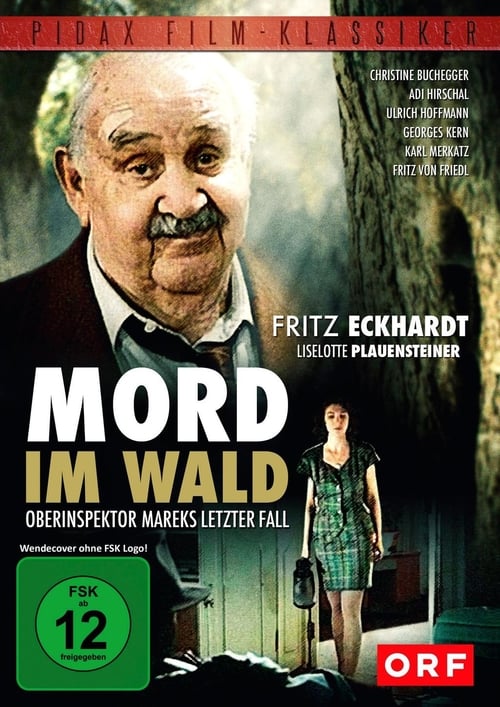 PIDAX FILM-KLASSIKER
CHRISTINE BUCHEGGER
ADI HIRSCHAL
ULRICH HOFFMANN
GEORGES KERN
KARL MERKATZ
FRITZ VON FRIEDL
FRITZ ECKHARDT
LISELOTTE PLAUENSTEINER
MORD
IM WALD
OBERINSPEKTOR MAREKS LETZTER FALL
Wendecover ohne FSK Logo!
FSK
ab
12
freigegeben
ORF